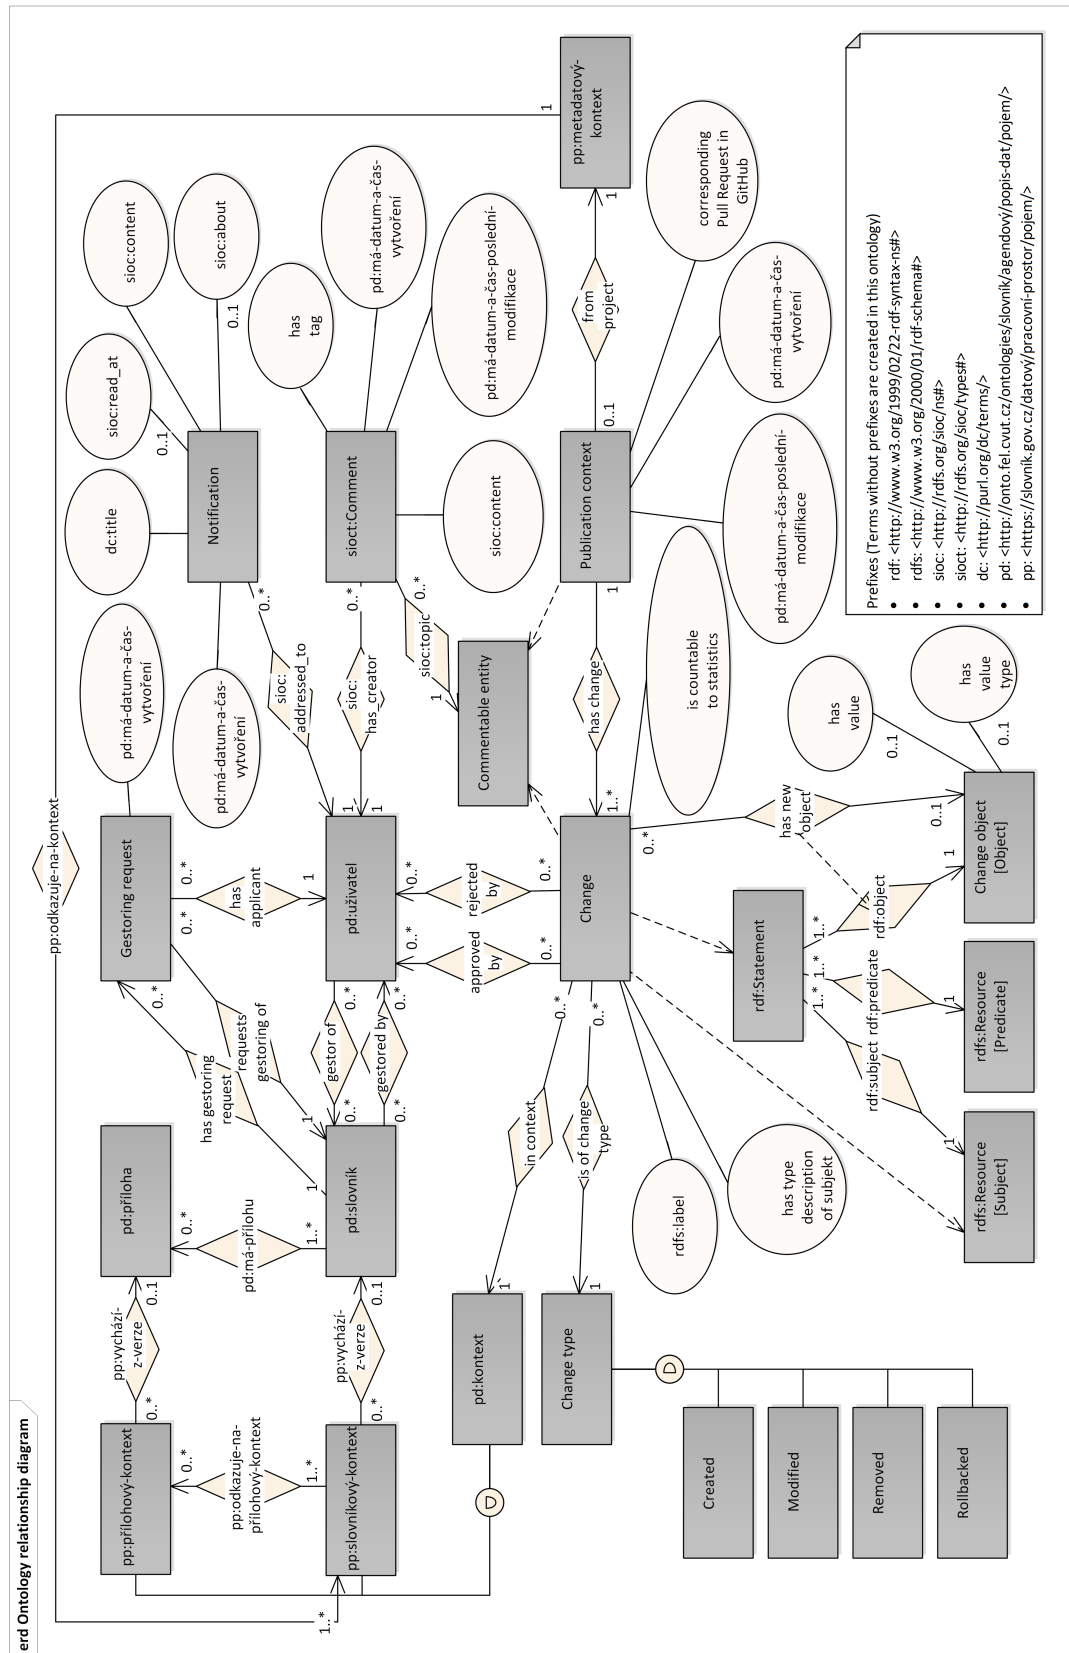 erd Ontology relationship diagram
pp:odkazuje-na-kontext
1..*
1
pp:přílohový-kontext
pp:vychází-
z-verze
0..*
0..1
pd:příloha
has gestoring
request
1
0..*
requests
gestoring of
0..*
1
Gestoring request
pd:má-datum-a-čas-
vytvoření
has
applicant
0..*
1
dc:title
sioc:read_at
0..1
sioc:content
sioc:about
0..1
Notification
pd:má-datum-a-čas-
vytvoření
sioc:
addressed_to
0..*
1
pp:odkazuje-na-
přílohový-kontext
0..*
1..*
pd:má-přílohu
0..*
1..*
pp:slovníkový-kontext
pp:vychází-
z-verze
0..*
0..1
pd:slovník
gestor of
0..*
0..*
gestored by
0..*
0..*
pd:uživatel
sioc:
has_creator
0..*
1
sioct:Comment
has
tag
pd:má-datum-a-čas-
vytvoření
pd:má-datum-a-čas-poslední-
modifikace
sioc:content
sioc:topic
0..*
1
Commentable entity
approved
by
0..*
0..*
rejected
by
0..*
0..*
pd:kontext
in context
0..*
1
Change type
is of change
type
0..*
1
Change
has change
1..*
1
Publication context
from
project
0..1
1
pp:metadatový-
kontext
corresponding
Pull Request in
GitHub
pd:má-datum-a-čas-
vytvoření
pd:má-datum-a-čas-poslední-
modifikace
is countable
to statistics
rdfs:label
has type
description
of subjekt
Created
Modified
Removed
Rollbacked
rdf:Statement
rdf:subject
1..*
1
rdf:predicate
1..*
1
rdf:object
1..*
1
has new
object
0..*
0..1
rdfs:Resource
[Subject]
rdfs:Resource
[Predicate]
Change object
[Object]
has
value
0..1
has
value
type
0..1
Prefixes (Terms without prefixes are created in this ontology)
• rdf: <http://www.w3.org/1999/02/22-rdf-syntax-ns#>
• rdfs: <http://www.w3.org/2000/01/rdf-schema#>
• sioc: <http://rdfs.org/sioc/ns#>
• sioct: <http://rdfs.org/sioc/types#>
• dc: <http://purl.org/dc/terms/>
• pd: <http://onto.fel.cvut.cz/ontologies/slovník/agendový/popis-dat/pojem/>
• pp: <https://slovník.gov.cz/datový/pracovní-prostor/pojem/>